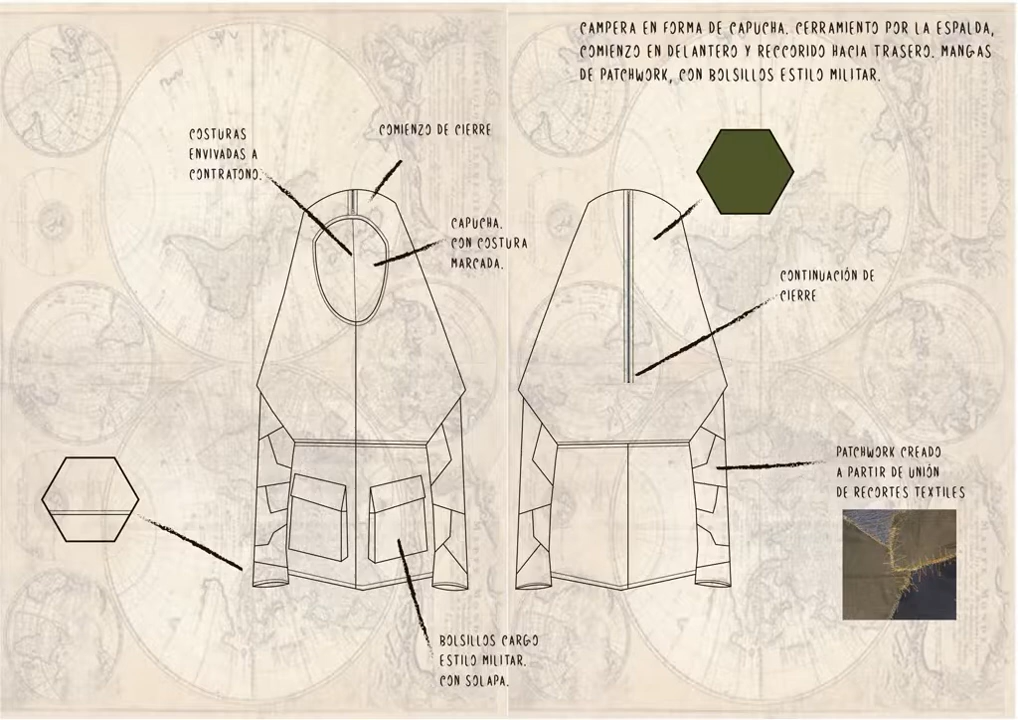 CAMPERA EN FORMA DE CAPUCHA. CERRAMIENTO POR LA ESPALDA,
COMIENZO EN DELANTERO Y RECCORIDO HACIA TRASERO. MANGAS
DE PATCHWORK, CON BOLSILLOS ESTILO MILITAR.
COSTURAS
ENVIVADAS A
CONTRATONO.
COMIENZO DE CIERRE
CAPUCHA.
CON COSTURA
MARCADA.
CONTINUACIÓN DE
CIERRE
PATCHWORK CREADO
A PARTIR DE UNIÓN
DE RECORTES TEXTILES
BOLSILLOS CARGO
ESTILO MILITAR.
CON SOLAPA.